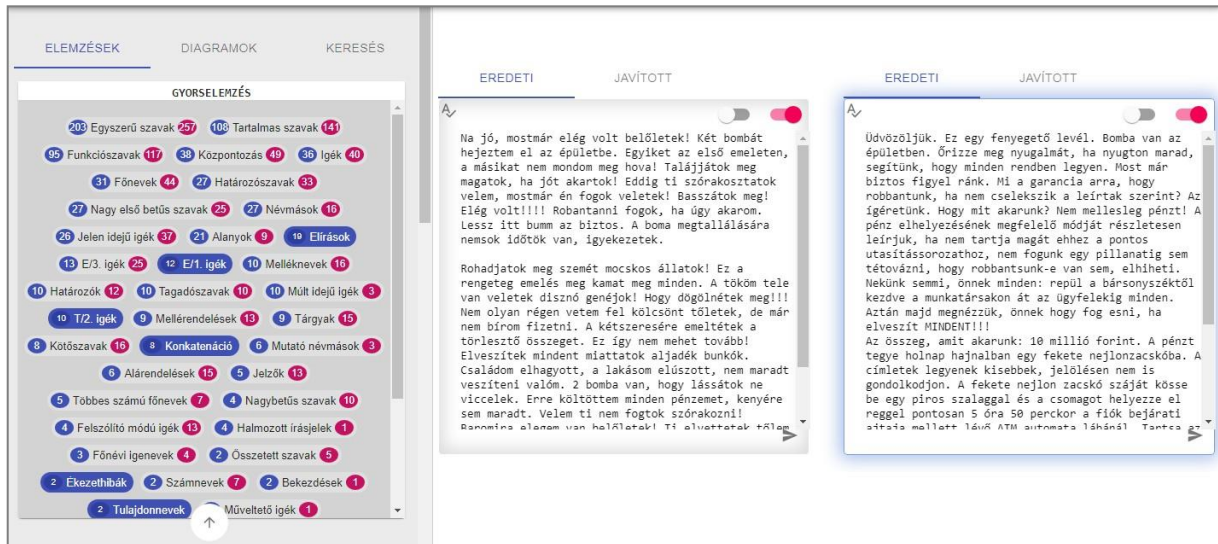 ELEMZÉSEK DIAGRAMOK KERESÉS
GYORSELEMZÉS
203 Egyszerű szavak 257 108 Tartalmas szavak 141
95 Funkciószavak 117 38 Központozás 49 36 Igék 40
31 Főnevek 44 27 Határozószavak 33
27 Nagy első betűs szavak 25 27 Névmások 16
26 Jelen idejű igék 37 21 Alanyok 9 19 Elírások
13 E/3. igék 25 12 E/1. igék 10 Melléknevek 16
10 Határozók 12 10 Tagadószavak 10 10 Múlt idejű igék 3
10 T/2. igék 9 Mellérendelések 13 9 Tárgyak 15
8 Kötőszavak 16 8 Konkatenáció 6 Mutató névmások 3
6 Alárendelések 15 5 Jelzők 13
5 Többes számú főnevek 7 4 Nagybetűs szavak 10
4 Felszólító módú igék 13 4 Halmozott írásjelek 1
3 Főnévi igenevek 4 2 Összetett szavak 5
2 Ékezethibák 2 Számnevek 7 2 Bekezdések 1
2 Tulajdonnevek Műveltető igék 1
EREDETI JAVÍTOTT
Na jó, mostmár elég volt belőletek! Két bombát
hejeztem el az épületbe. Egyiket az első emeleten,
a másikat nem mondom meg hova! Talájjátok meg
magatok, ha jót akartok! Eddig ti szórakosztatok
velem, mostmár én fogok veletek! Basszátok meg!
Elég volt!!!! Robantanni fogok, ha úgy akarom.
Lessz itt bumm az biztos. A boma megtallálására
nemsok időtök van, igyekezetek.
Rohadjatok meg szemét mocskos állatok! Ez a
rengeteg emelés meg kamat meg minden. A tököm tele
van veletek disznó genéjok! Hogy dögölnétek meg!!!
Nem olyan régen vetem fel kölcsönt tőletek, de már
nem bírom fizetni. A kétszeresére emeltétek a
törlesztő összeget. Ez így nem mehet tovább!
Elveszítek mindent miattatok aljadék bunkók.
Családom elhagyott, a lakásom elúszott, nem maradt
veszíteni valóm. 2 bomba van, hogy lássátok ne
viccelek. Erre költöttem minden pénzemet, kenyére
sem maradt. Velem ti nem fogtok szórakozni!
Baromira elegem van belőletek! Ti elvettetek tőlem
EREDETI JAVÍTOTT
Üdvözöljük. Ez egy fenyegető levél. Bomba van az
épületben. Őrizze meg nyugalmát, ha nyugton marad,
segítünk, hogy minden rendben legyen. Most már
biztos figyel ránk. Mi a garancia arra, hogy
robbantunk, ha nem cselekszik a leírtak szerint? Az
ígéretünk. Hogy mit akarunk? Nem mellesleg pénzt! A
pénz elhelyezésének megfelelő módját részletesen
leírjuk, ha nem tartja magát ehhez a pontos
utasítássorozathoz, nem fogunk egy pillanatig sem
tétovázni, hogy robbantsunk-e van sem, elhiheti.
Nekünk semmi, önnek minden: repül a bársonyszéktől
kezdve a munkatársakon át az ügyfelekig minden.
Aztán majd megnézzük, önnek hogy fog esni, ha
elveszít MINDENT!!!
Az összeg, amit akarunk: 10 millió forint. A pénzt
tegye holnap hajnalban egy fekete nejlonzacskóba. A
címletek legyenek kisebbek, jelölésen nem is
gondolkodjon. A fekete nejlon zacskó száját kösse
be egy piros szalaggal és a csomagot helyezze el
reggel pontosan 5 óra 50 perckor a fiók bejárati
ajtaja mellett lévő ATM automata lábánál. Tartsa az